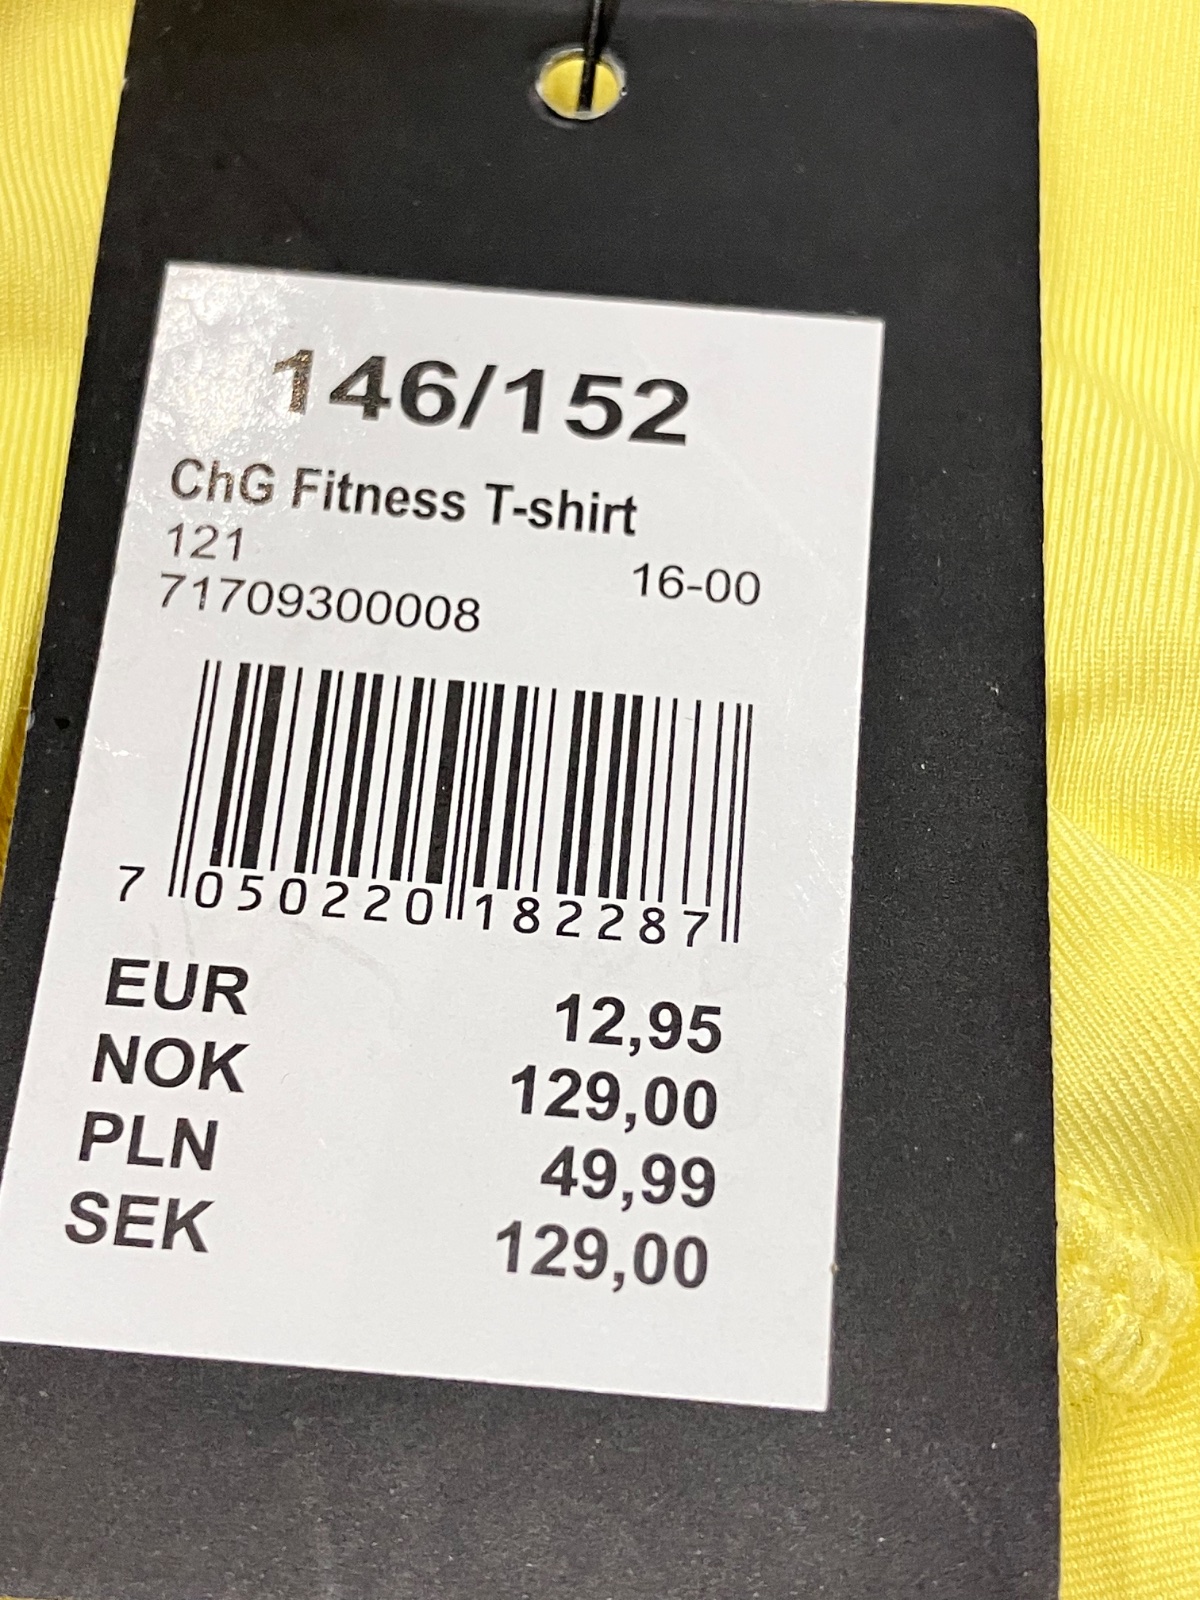 146/152
ChG Fitness T-shirt
121
16-00
71709300008
7 050220 182287
EUR 12,95
NOK 129,00
PLN 49,99
SEK 129,00